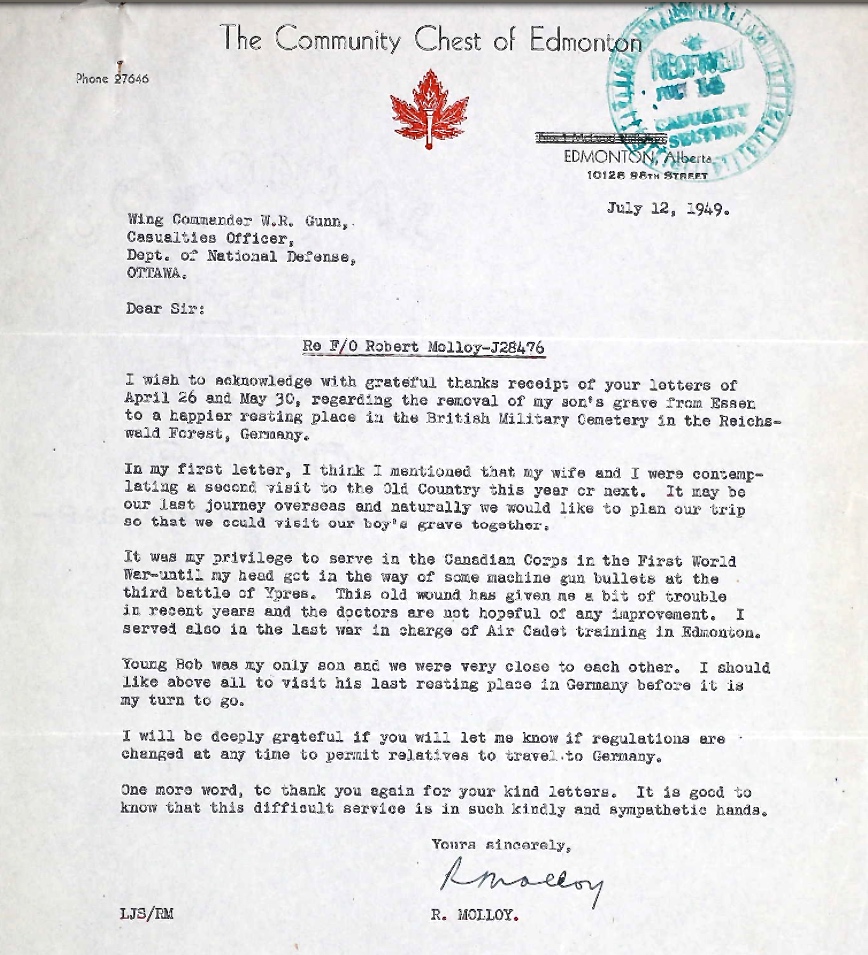 The Community Chest of Edmonton
Phone 27646
RECEIVED
CASUALTY
SECTION
EDMONTON, Alberta
10128 98TH STREET
July 12, 1949.
Wing Commander W.R. Gunn,
Casualties Officer,
Dept. of National Defense,
OTTAWA.
Dear Sir:
Re F/O Robert Molloy-J28476
I wish to acknowledge with grateful thanks receipt of your letters of
April 26 and May 30, regarding the removal of my son's grave from Essen
to a happier resting place in the British Military Cemetery in the Reichs-
wald Forest, Germany.
In my first letter, I think I mentioned that my wife and I were contemp-
lating a second visit to the Old Country this year or next. It may be
our last journey overseas and naturally we would like to plan our trip
so that we could visit our boy's grave together.
It was my privilege to serve in the Canadian Corps in the First World
War-until my head got in the way of some machine gun bullets at the
third battle of Ypres. This old wound has given me a bit of trouble
in recent years and the doctors are not hopeful of any improvement. I
served also in the last war in charge of Air Cadet training in Edmonton.
Young Bob was my only son and we were very close to each other. I should
like above all to visit his last resting place in Germany before it is
my turn to go.
I will be deeply grateful if you will let me know if regulations are
changed at any time to permit relatives to travel to Germany.
One more word, to thank you again for your kind letters. It is good to
know that this difficult service is in such kindly and sympathetic hands.
Yours sincerely,
R Molloy
LJS/RM
R. MOLLOY.